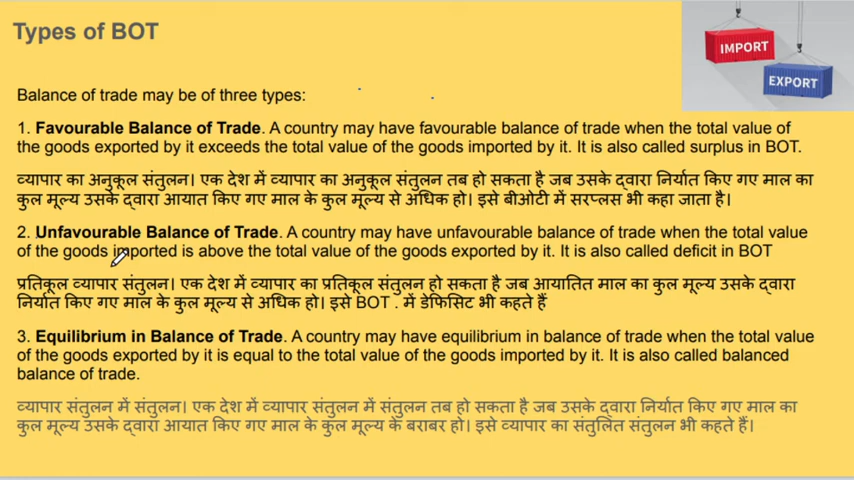 Types of BOT
IMPORT
EXPORT
Balance of trade may be of three types:
1. Favourable Balance of Trade. A country may have favourable balance of trade when the total value of
the goods exported by it exceeds the total value of the goods imported by it. It is also called surplus in BOT.
व्यापार का अनुकूल संतुलन। एक देश में व्यापार का अनुकूल संतुलन तब हो सकता है जब उसके द्वारा निर्यात किए गए माल का
कुल मूल्य उसके द्वारा आयात किए गए माल के कुल मूल्य से अधिक हो। इसे बीओटी में सरप्लस भी कहा जाता है।
2. Unfavourable Balance of Trade. A country may have unfavourable balance of trade when the total value
of the goods imported is above the total value of the goods exported by it. It is also called deficit in BOT
प्रतिकूल व्यापार संतुलन। एक देश में व्यापार का प्रतिकूल संतुलन हो सकता है जब आयातित माल का कुल मूल्य उसके द्वारा
निर्यात किए गए माल के कुल मूल्य से अधिक हो। इसे BOT . में डेफिसिट भी कहते हैं
3. Equilibrium in Balance of Trade. A country may have equilibrium in balance of trade when the total value
of the goods exported by it is equal to the total value of the goods imported by it. It is also called balanced
balance of trade.
व्यापार संतुलन में संतुलन। एक देश में व्यापार संतुलन में संतुलन तब हो सकता है जब उसके द्वारा निर्यात किए गए माल का
कुल मूल्य उसके द्वारा आयात किए गए माल के कुल मूल्य के बराबर हो। इसे व्यापार का संतुलित संतुलन भी कहते हैं।